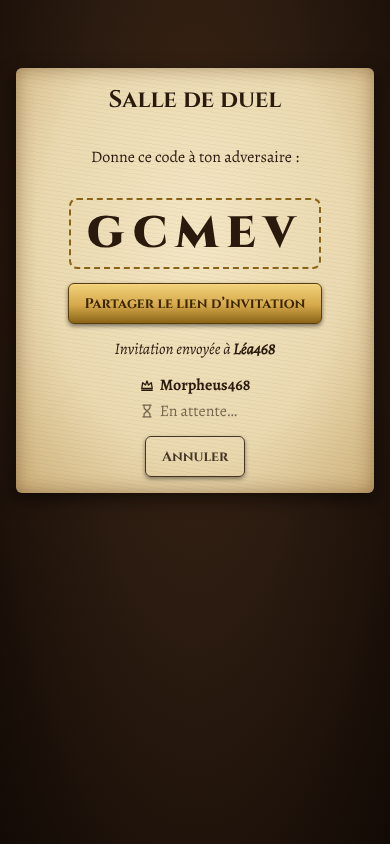 Salle de duel
Donne ce code à ton adversaire :
GCMEV
Partager le lien d'invitation
Invitation envoyée à Léa468
Morpheus468
En attente…
Annuler